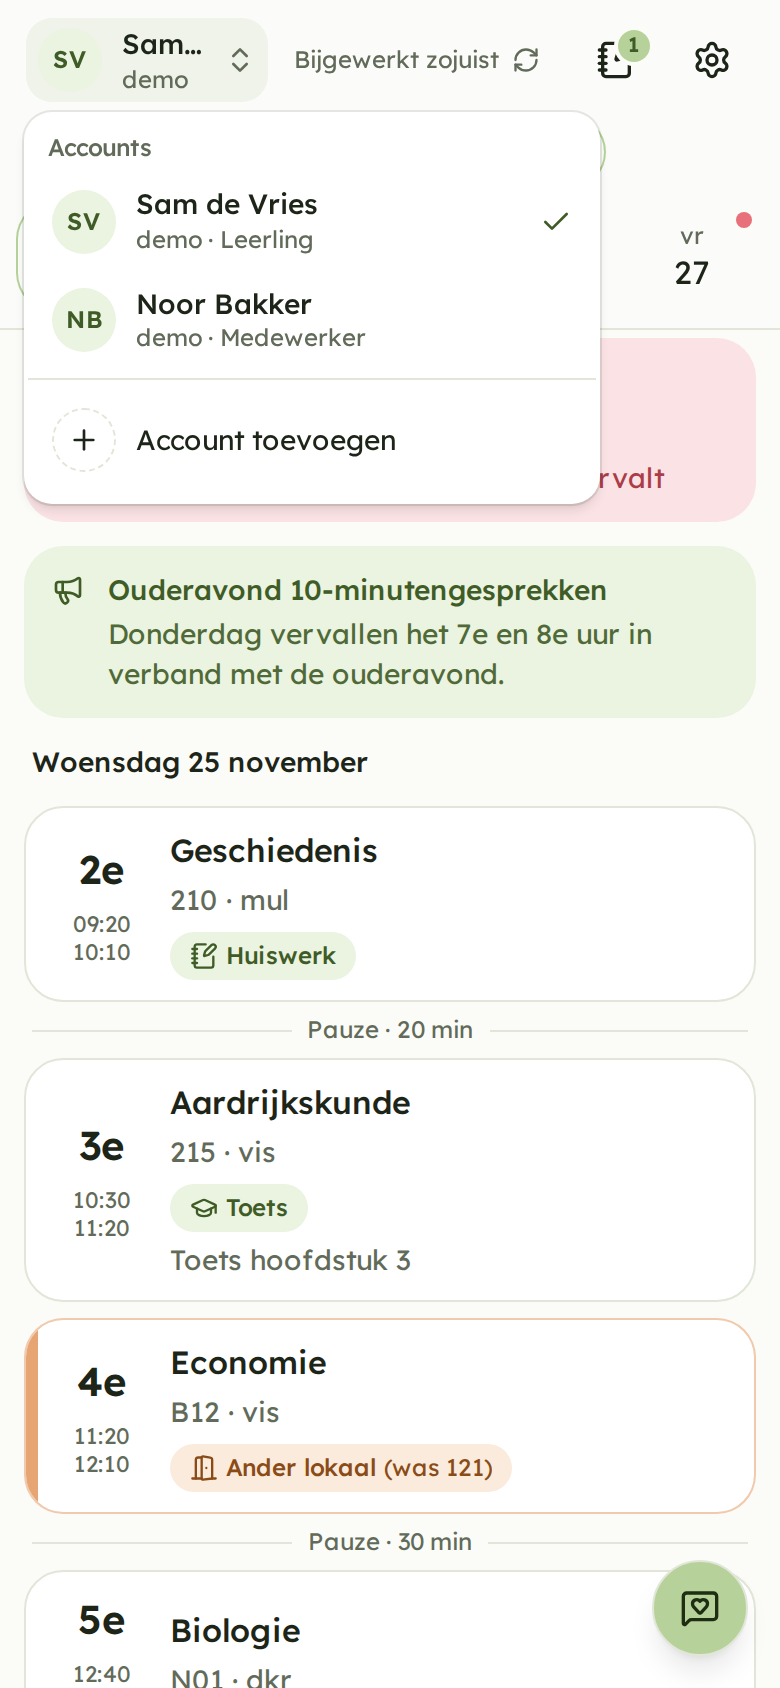 SV
Sam...
demo
Bijgewerkt zojuist
1
Accounts
SV
Sam de Vries
demo · Leerling
NB
Noor Bakker
demo · Medewerker
Account toevoegen
vr
27
rvalt
Ouderavond 10-minutengesprekken
Donderdag vervallen het 7e en 8e uur in
verband met de ouderavond.
Woensdag 25 november
2e
09:20
10:10
Geschiedenis
210 · mul
Huiswerk
Pauze · 20 min
3e
10:30
11:20
Aardrijkskunde
215 · vis
Toets
Toets hoofdstuk 3
4e
11:20
12:10
Economie
B12 · vis
Ander lokaal (was 121)
Pauze · 30 min
5e
12:40
Biologie
N01 · dkr